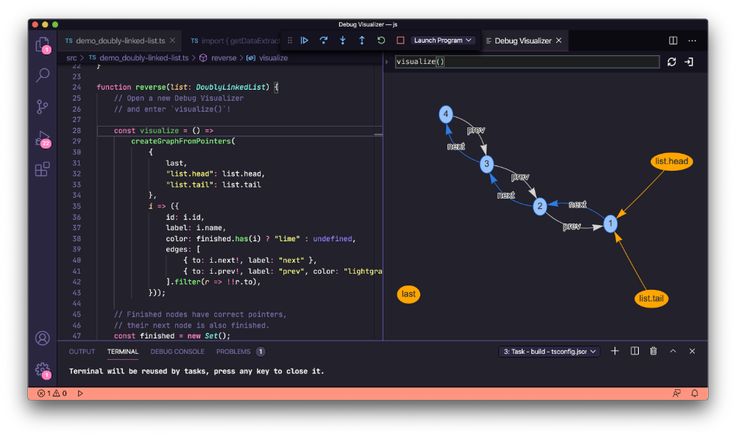 Debug Visualizer — js
TS demo_doubly-linked-list.ts
TS import { getDataExtrac
Launch Program
Debug Visualizer
src > TS demo_doubly-linked-list.ts > reverse > visualize
visualize()
22 }
23
24 function reverse(list: DoublyLinkedList) {
25 // Open a new Debug Visualizer
26 // and enter `visualize()`!
27
28 const visualize = () =>
29 createGraphFromPointers(
30 {
31 last,
32 "list.head": list.head,
33 "list.tail": list.tail
34 },
35 i => ({
36 id: i.id,
37 label: i.name,
38 color: finished.has(i) ? "lime" : undefined,
39 edges: [
40 { to: i.next!, label: "next" },
41 { to: i.prev!, label: "prev", color: "lightgra
42 ].filter(r => !!r.to),
43 }));
44
45 // Finished nodes have correct pointers,
46 // their next node is also finished.
47 const finished = new Set();
4
prev
next
3
prev
next
2
next
prev
1
list.head
list.tail
last
1
22
1
OUTPUT TERMINAL DEBUG CONSOLE PROBLEMS 1
3: Task - build - tsconfig.jsor
Terminal will be reused by tasks, press any key to close it.
1 0